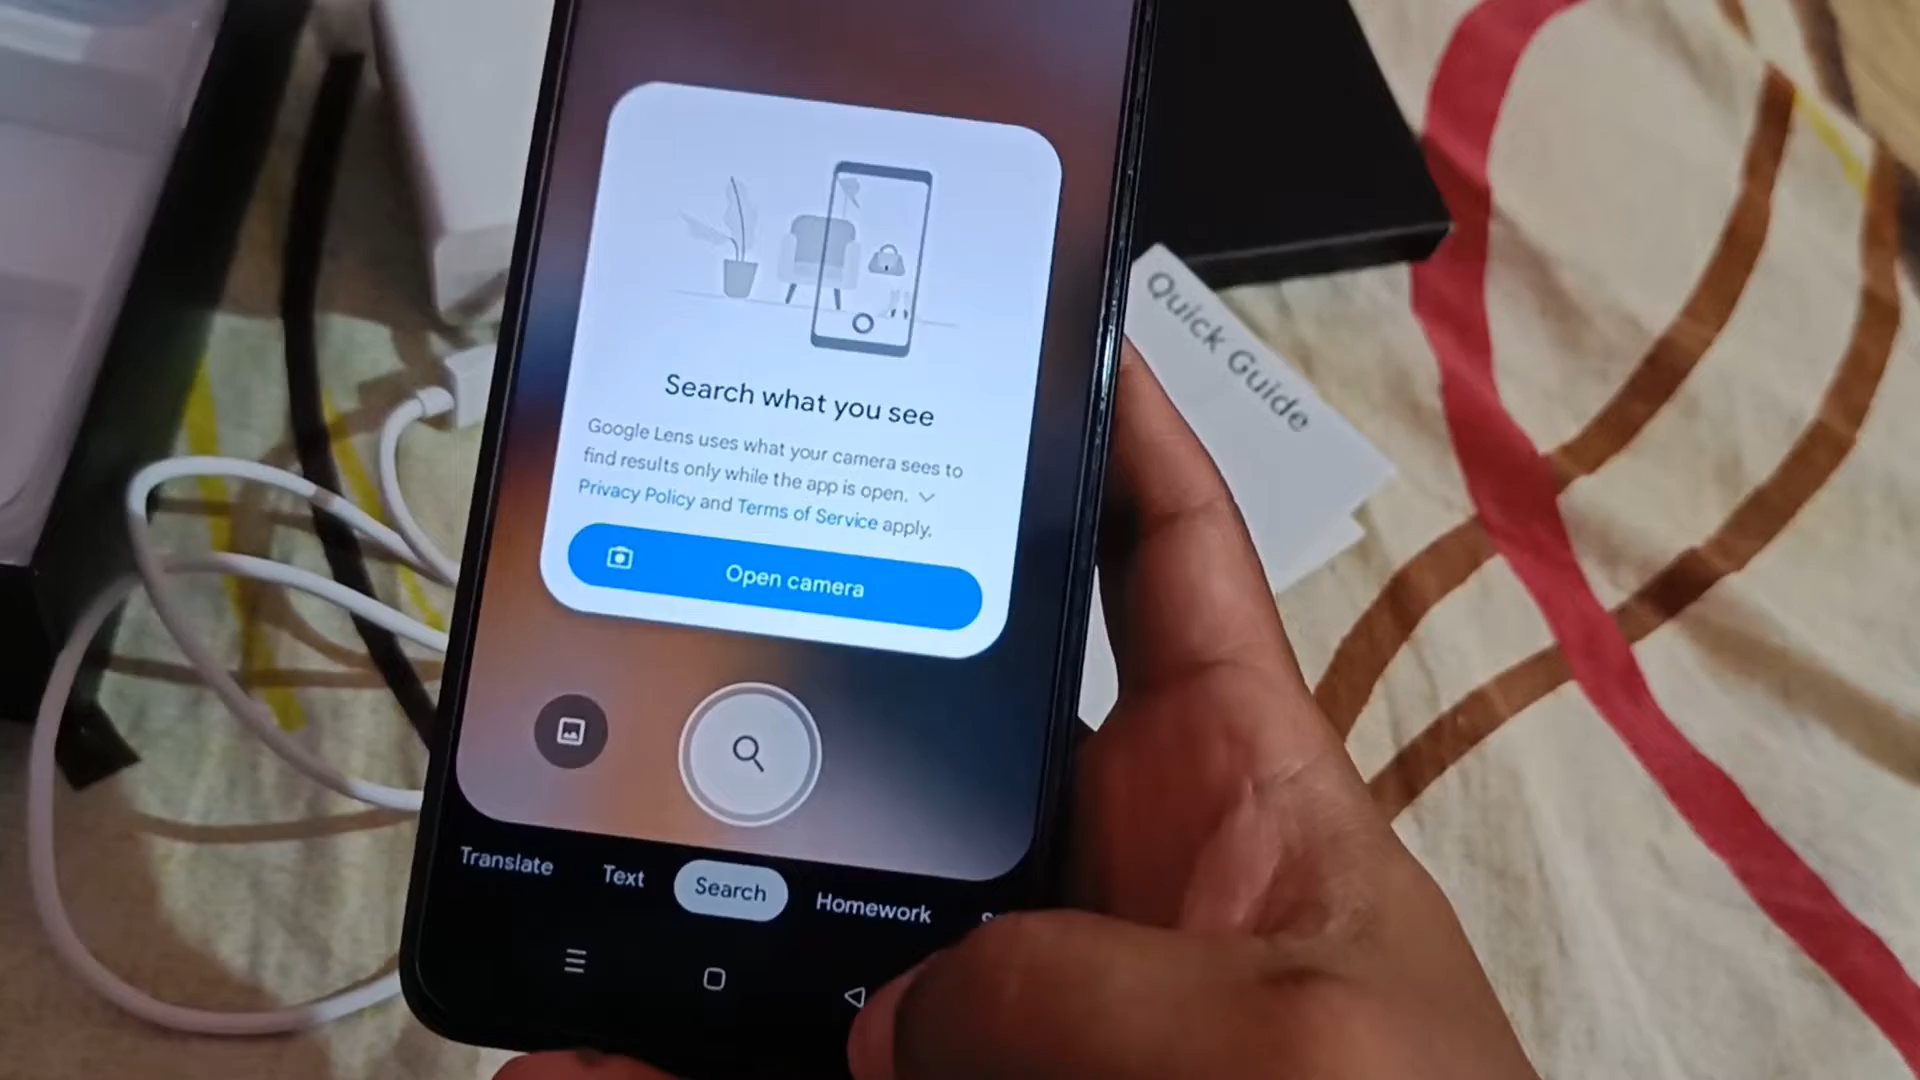 Search what you see
Google Lens uses what your camera sees to
find results only while the app is open.
Privacy Policy and Terms of Service apply.
Open camera
Translate
Text
Search
Homework
Quick Guide